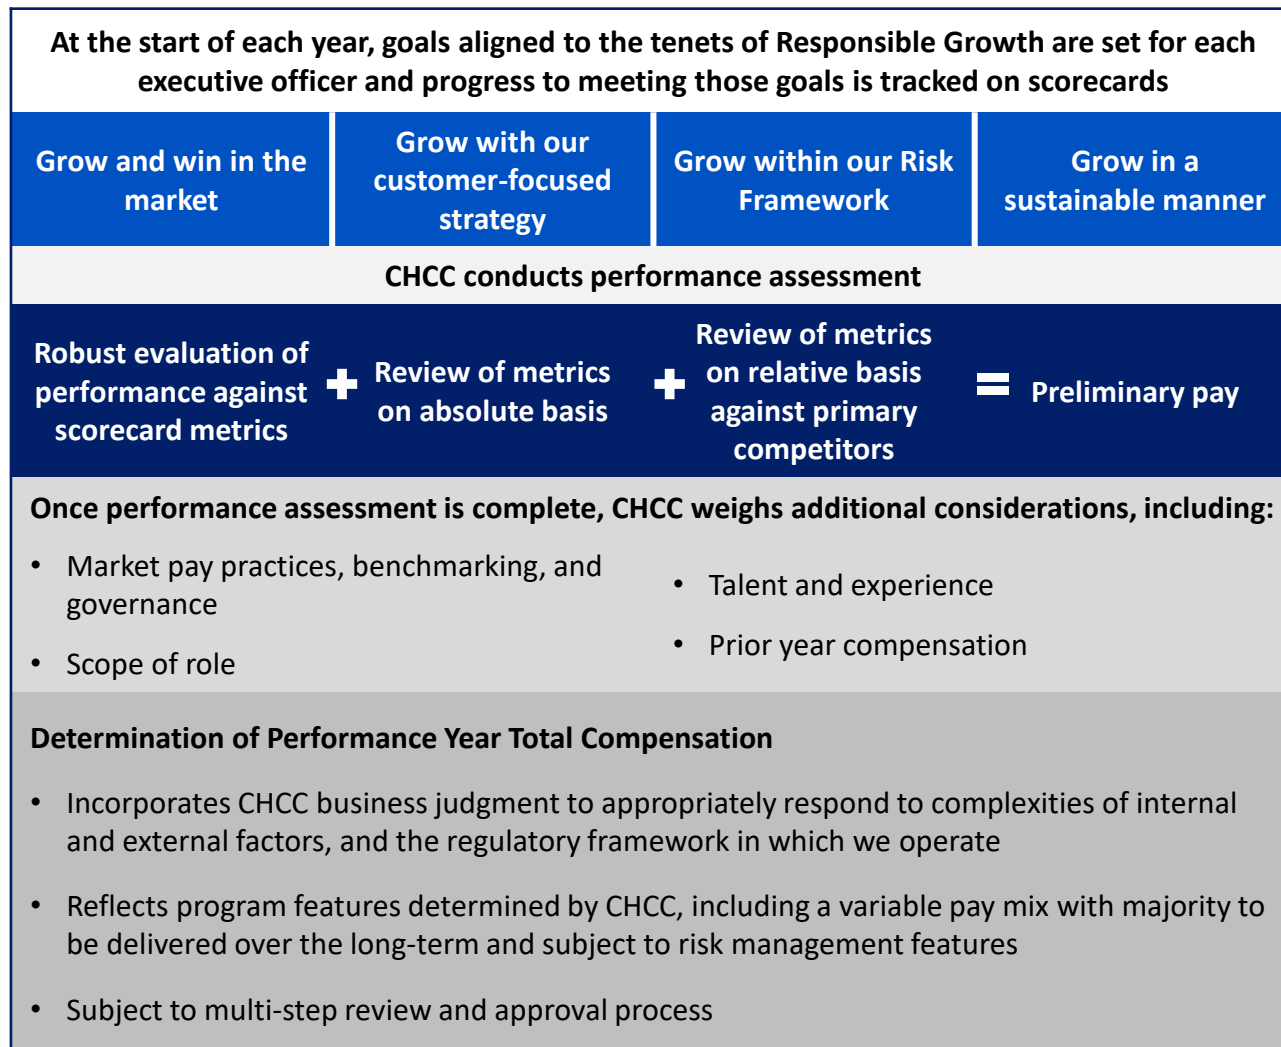 At the start of each year, goals aligned to the tenets of Responsible Growth are set for each
executive officer and progress to meeting those goals is tracked on scorecards
Grow and win in the
market
Grow with our
customer-focused
strategy
Grow within our Risk
Framework
Grow in a
sustainable manner
CHCC conducts performance assessment
Robust evaluation of
performance against
scorecard metrics
+
Review of metrics
on absolute basis
+
Review of metrics
on relative basis
against primary
competitors
=
Preliminary pay
Once performance assessment is complete, CHCC weighs additional considerations, including:
• Market pay practices, benchmarking, and
governance
• Scope of role
• Talent and experience
• Prior year compensation
Determination of Performance Year Total Compensation
• Incorporates CHCC business judgment to appropriately respond to complexities of internal
and external factors, and the regulatory framework in which we operate
• Reflects program features determined by CHCC, including a variable pay mix with majority to
be delivered over the long-term and subject to risk management features
• Subject to multi-step review and approval process